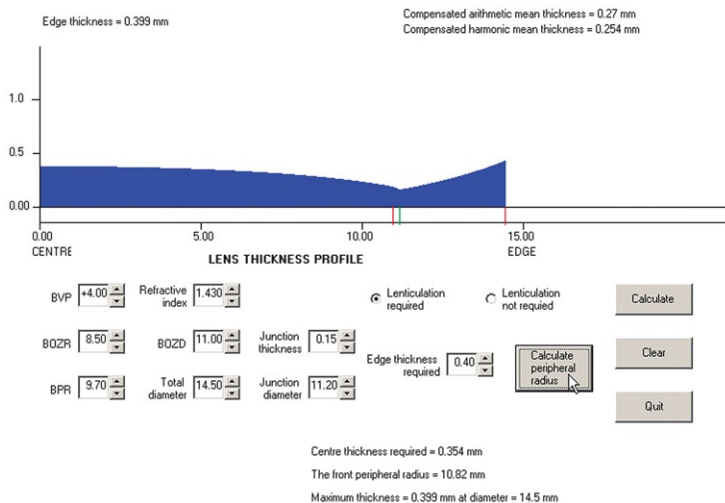 Edge thickness = 0.399 mm
Compensated arithmetic mean thickness = 0.27 mm
Compensated harmonic mean thickness = 0.254 mm
1.0
0.5
0.00
0.00 5.00 10.00 15.00
CENTRE LENS THICKNESS PROFILE EDGE
BVP +4.00 Refractive index 1.430 Lenticulation required Lenticulation not requied Calculate
BOZR 8.50 BOZD 11.00 Junction thickness 0.15 Edge thickness required 0.40 Calculate peripheral radius Clear
BPR 9.70 Total diameter 14.50 Junction diameter 11.20 Quit
Centre thickness required = 0.354 mm
The front peripheral radius = 10.82 mm
Maximum thickness = 0.399 mm at diameter = 14.5 mm